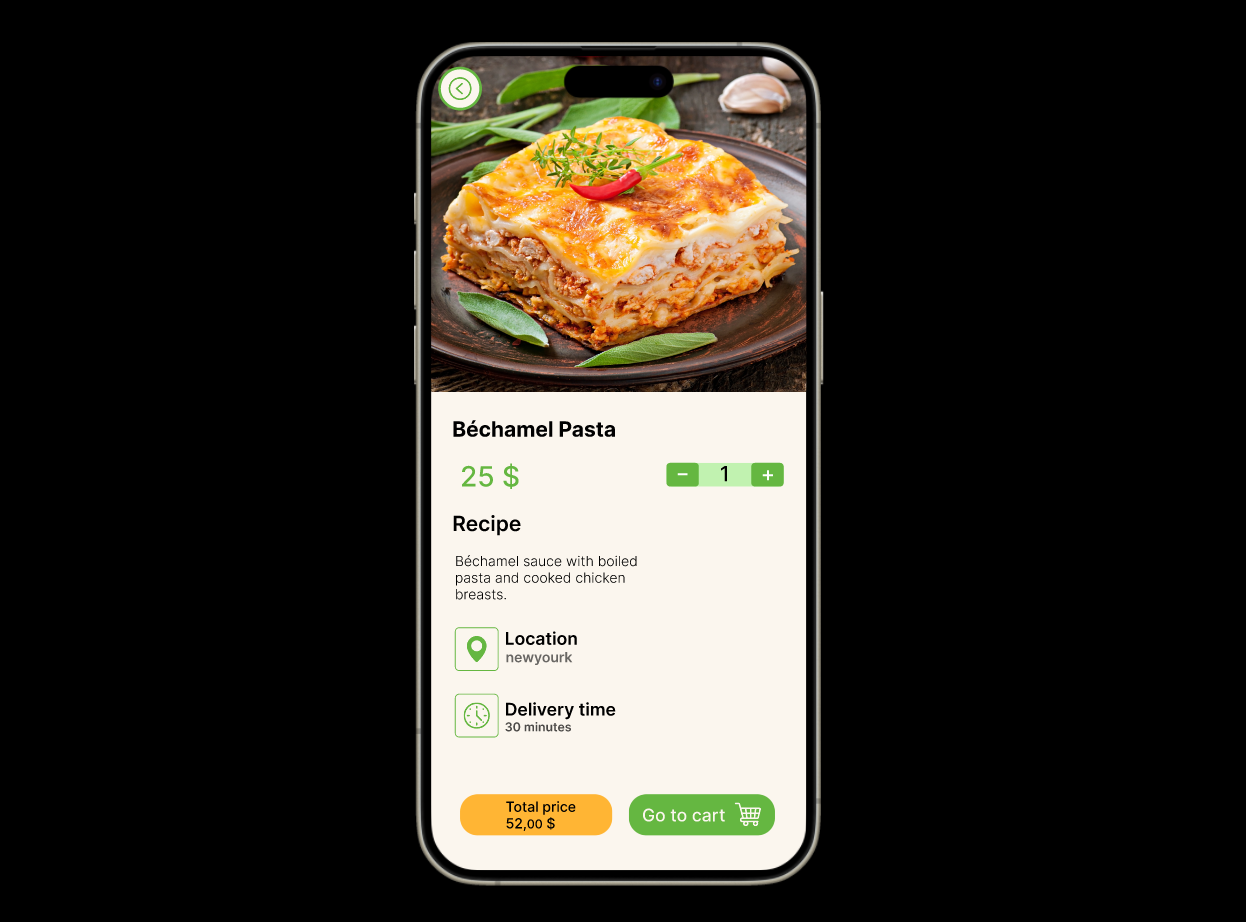 Béchamel Pasta
25 $
− 1 +
Recipe
Béchamel sauce with boiled
pasta and cooked chicken
breasts.
Location
newyourk
Delivery time
30 minutes
Total price
52,00 $
Go to cart